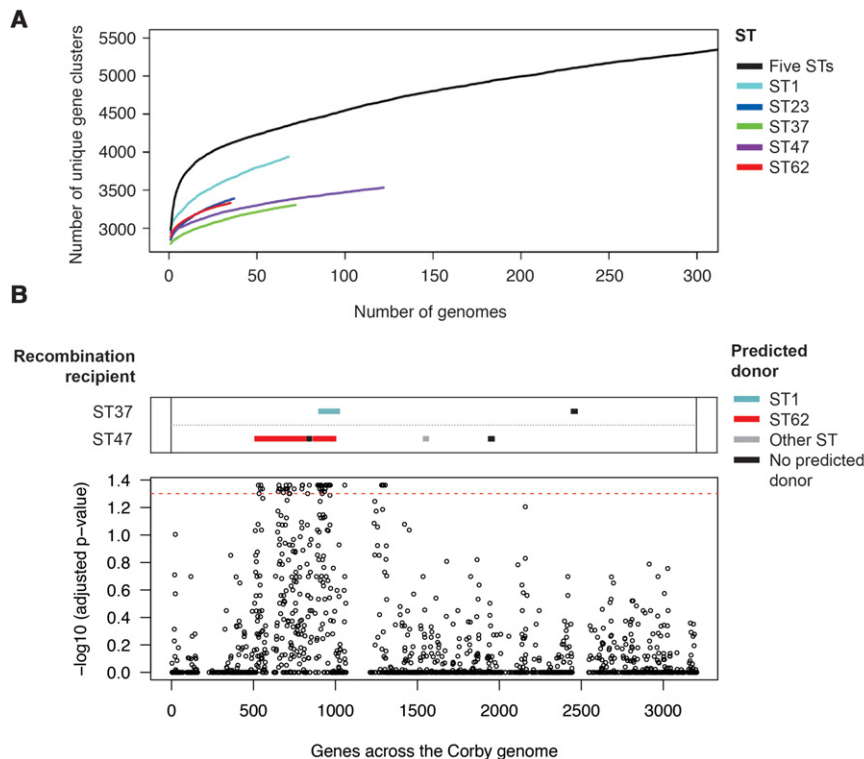 A
Number of unique gene clusters
5500
5000
4500
4000
3500
3000
0
50
100
150
200
250
300
Number of genomes
ST
Five STs
ST1
ST23
ST37
ST47
ST62
B
Recombination
recipient
ST37
ST47
Predicted
donor
ST1
ST62
Other ST
No predicted
donor
−log10 (adjusted p−value)
1.4
1.2
1.0
0.8
0.6
0.4
0.2
0.0
0
500
1000
1500
2000
2500
3000
Genes across the Corby genome